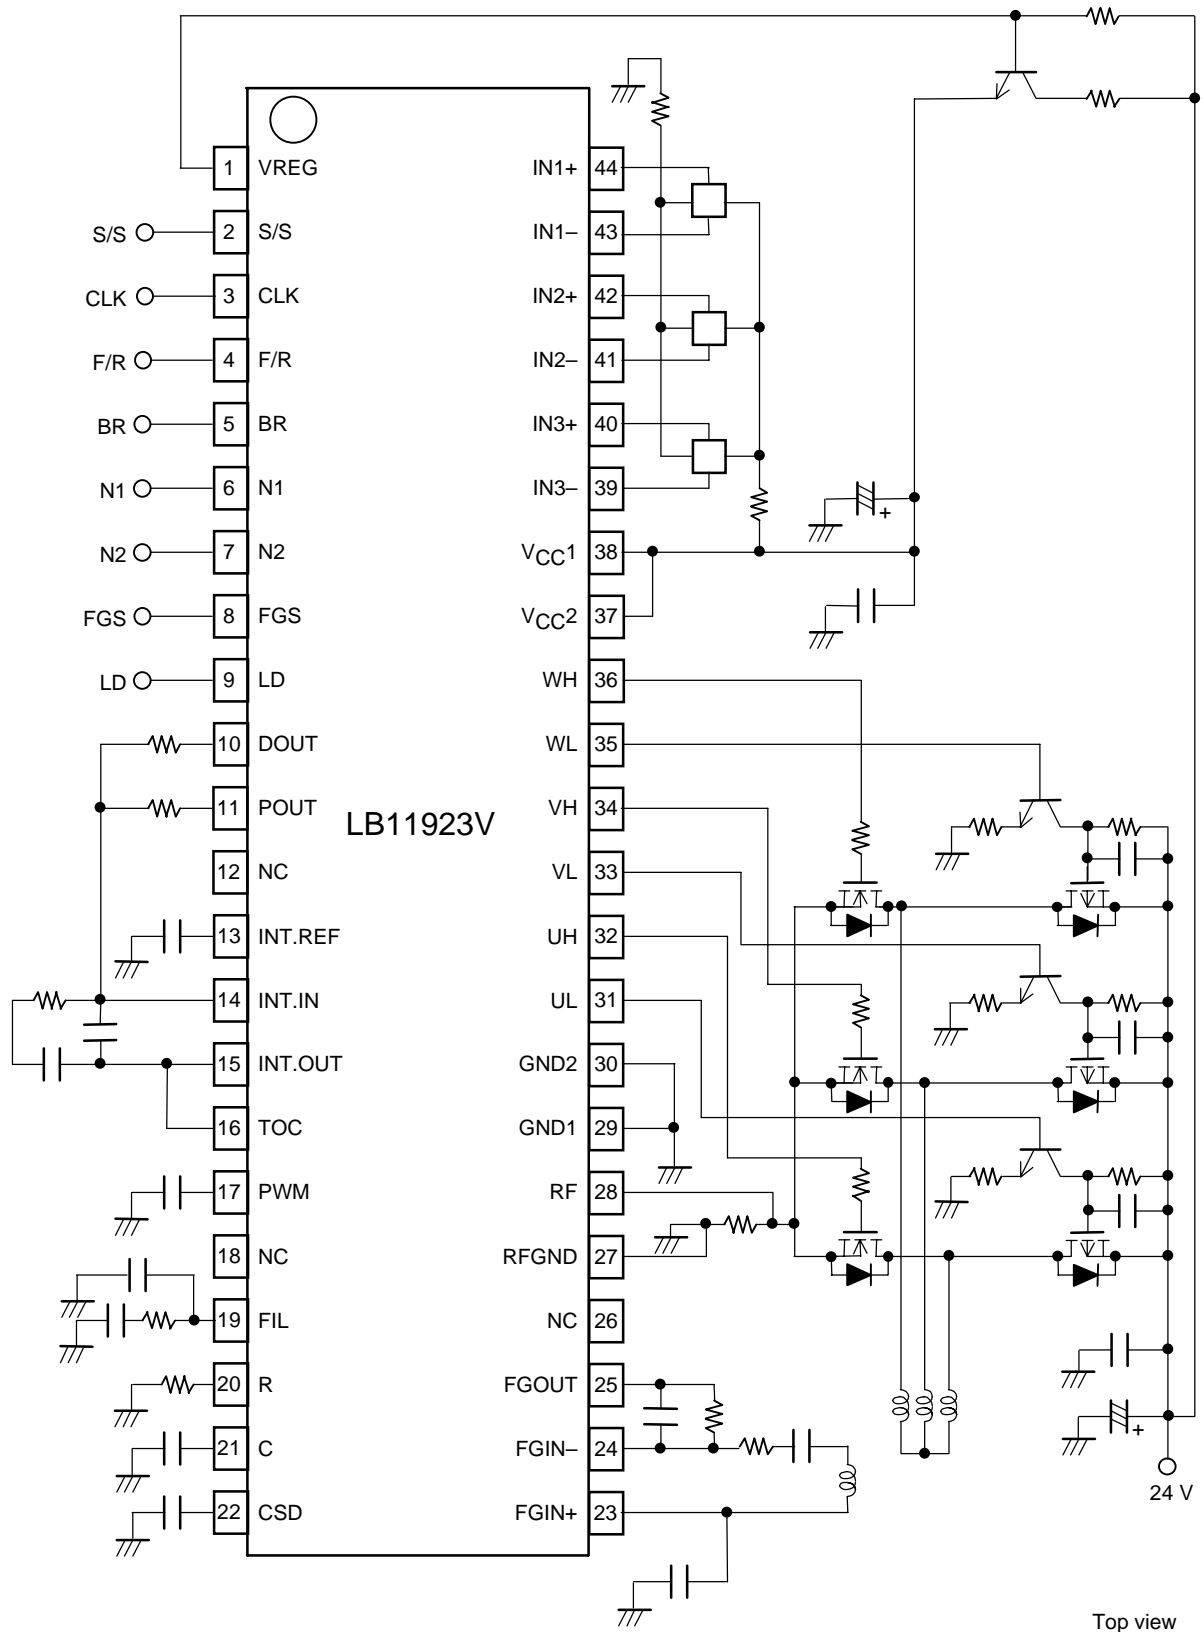 1 VREG IN1+ 44
S/S 2 S/S IN1– 43
CLK 3 CLK IN2+ 42
F/R 4 F/R IN2– 41
BR 5 BR IN3+ 40
N1 6 N1 IN3– 39
+
N2 7 N2 VCC1 38
FGS 8 FGS VCC2 37
LD 9 LD WH 36
10 DOUT WL 35
11 POUT VH 34
LB11923V
12 NC VL 33
13 INT.REF UH 32
14 INT.IN UL 31
15 INT.OUT GND2 30
16 TOC GND1 29
17 PWM RF 28
18 NC RFGND 27
19 FIL NC 26
20 R FGOUT 25
+
21 C FGIN– 24
24 V
22 CSD FGIN+ 23
Top view